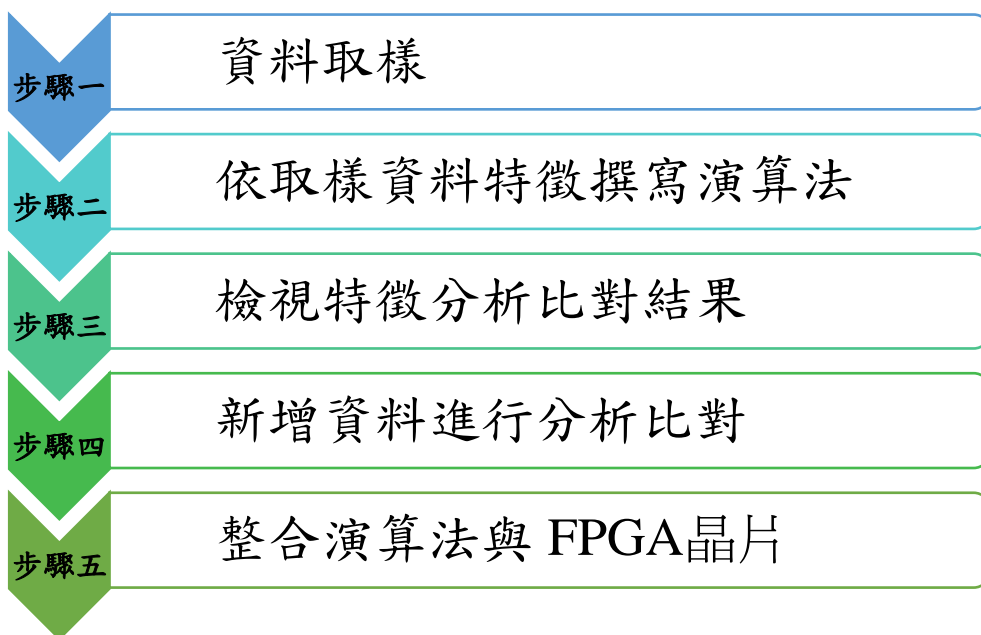 步驟一
資料取樣
步驟二
依取樣資料特徵撰寫演算法
步驟三
檢視特徵分析比對結果
步驟四
新增資料進行分析比對
步驟五
整合演算法與 FPGA晶片